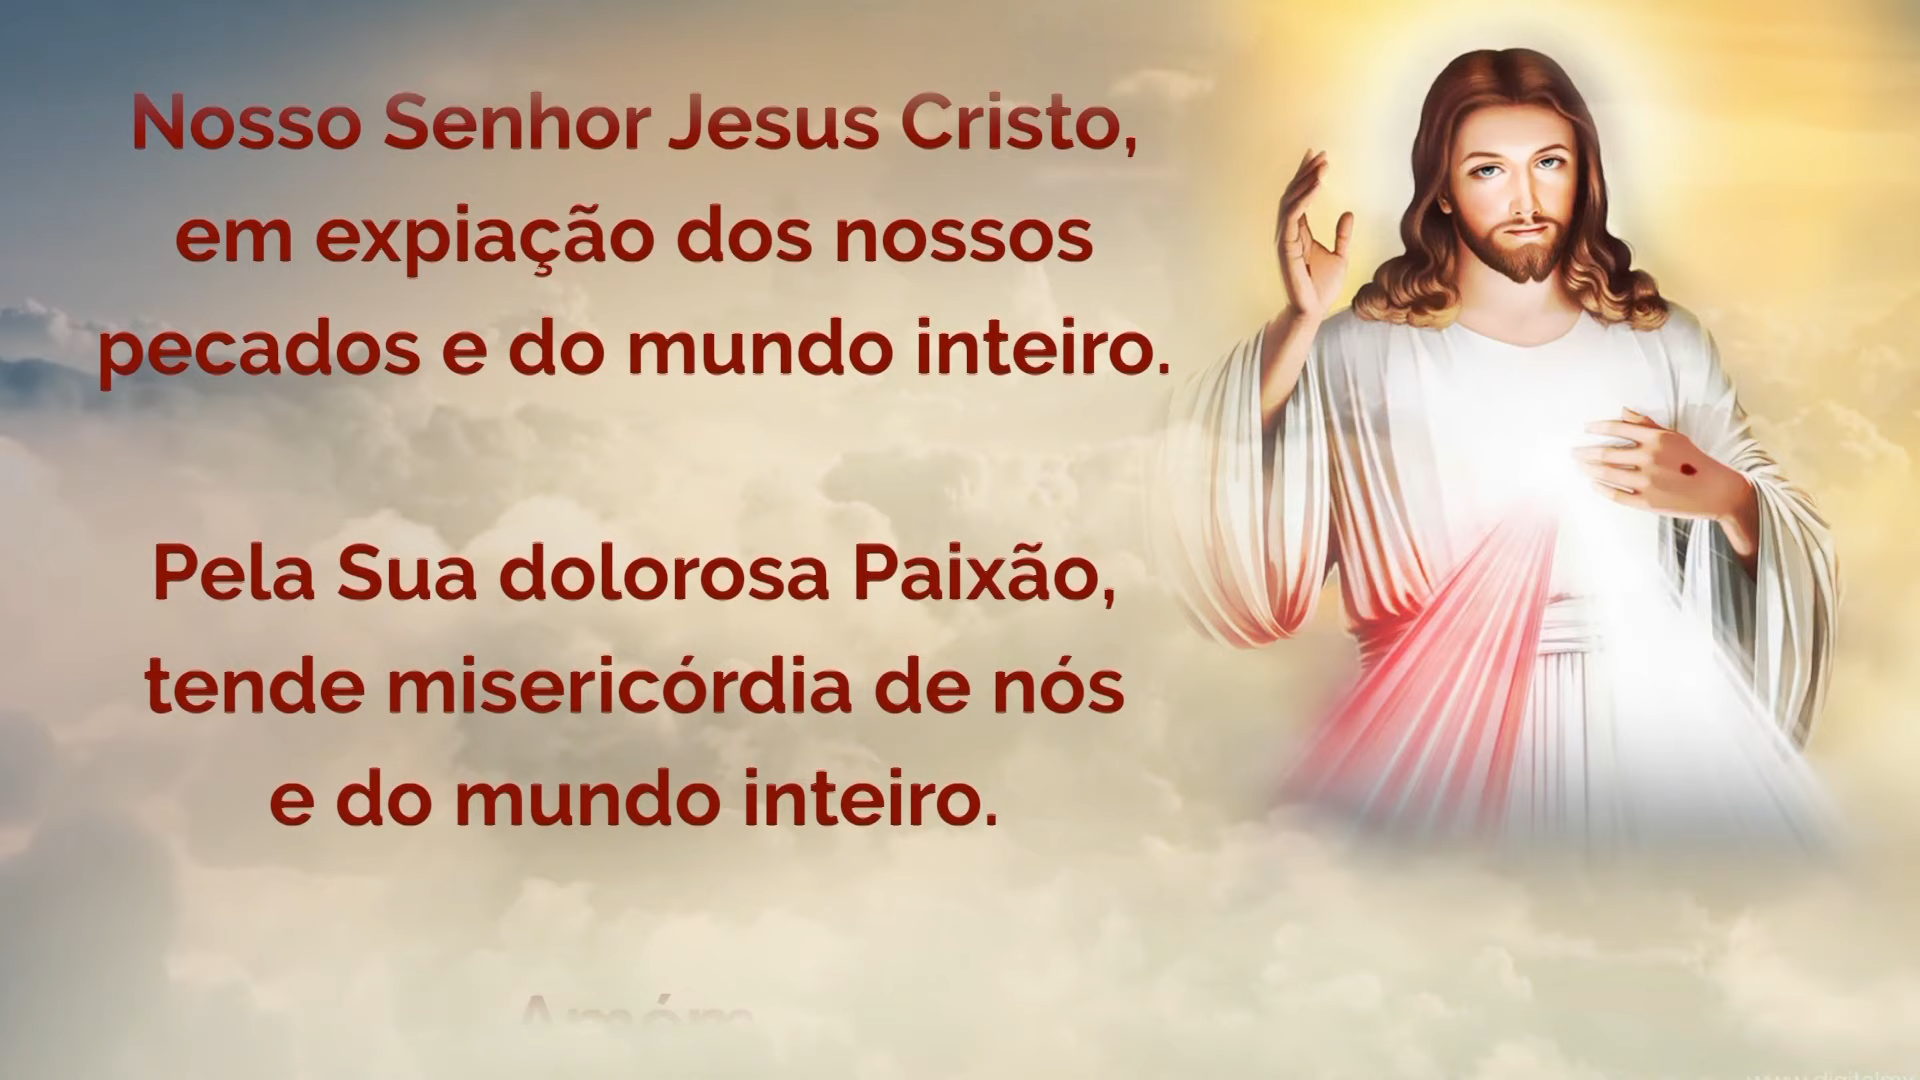 Nosso Senhor Jesus Cristo,
em expiação dos nossos
pecados e do mundo inteiro.
Pela Sua dolorosa Paixão,
tende misericórdia de nós
e do mundo inteiro.
Amém